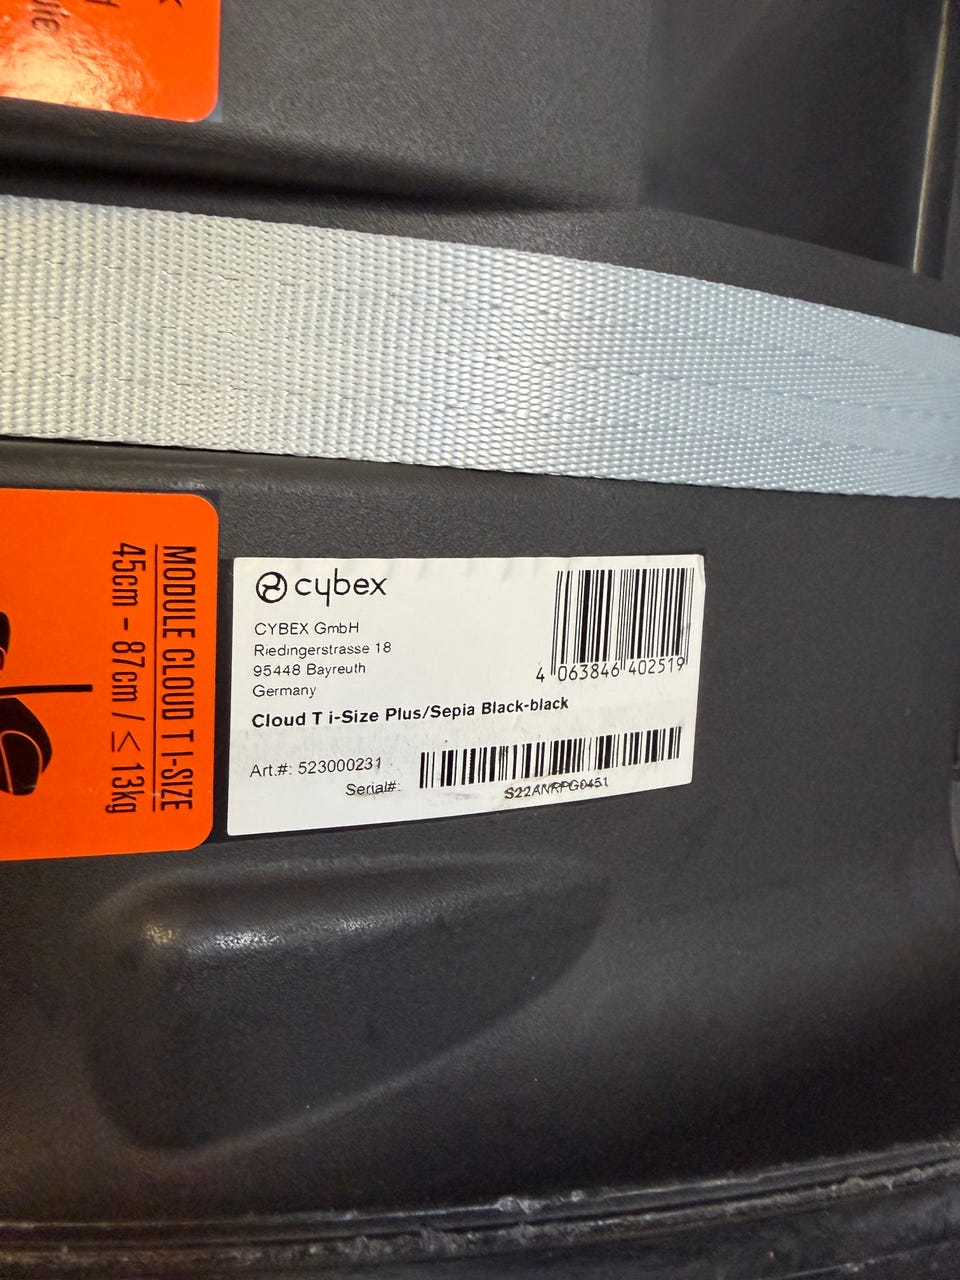 cybex
CYBEX GmbH
Riedingerstrasse 18
95448 Bayreuth
Germany
4 063846 402519
Cloud T i-Size Plus/Sepia Black-black
Art.#: 523000231
Serial#:
MODULE CLOUD T I-SIZE
45cm - 87cm / ≤ 13kg